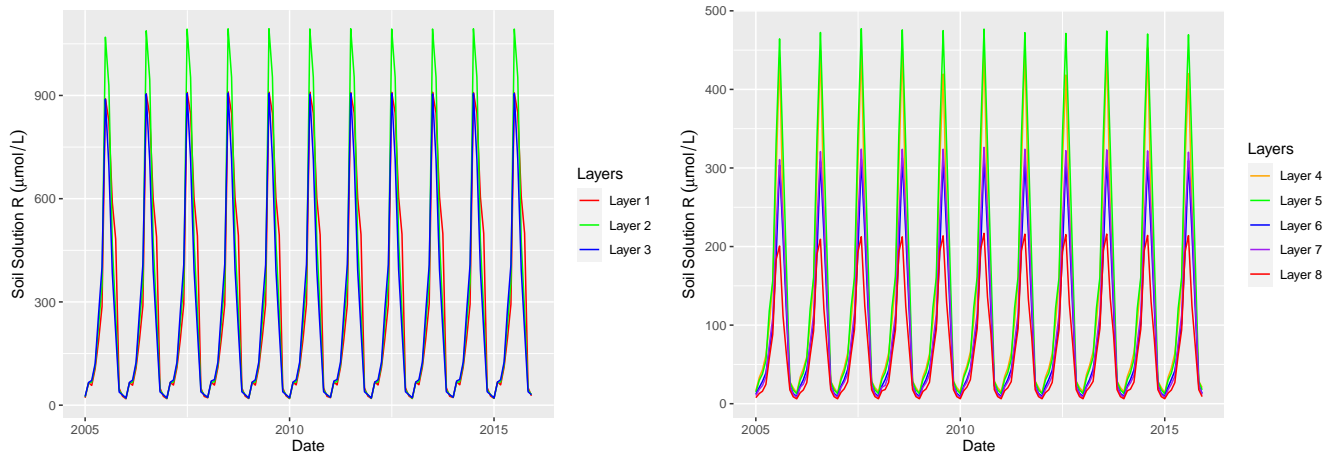 900
600
300
0
Soil Solution R (μmol/L)
2005
2010
2015
Date
Layers
Layer 1
Layer 2
Layer 3
500
400
300
200
100
0
Soil Solution R (μmol/L)
2005
2010
2015
Date
Layers
Layer 4
Layer 5
Layer 6
Layer 7
Layer 8